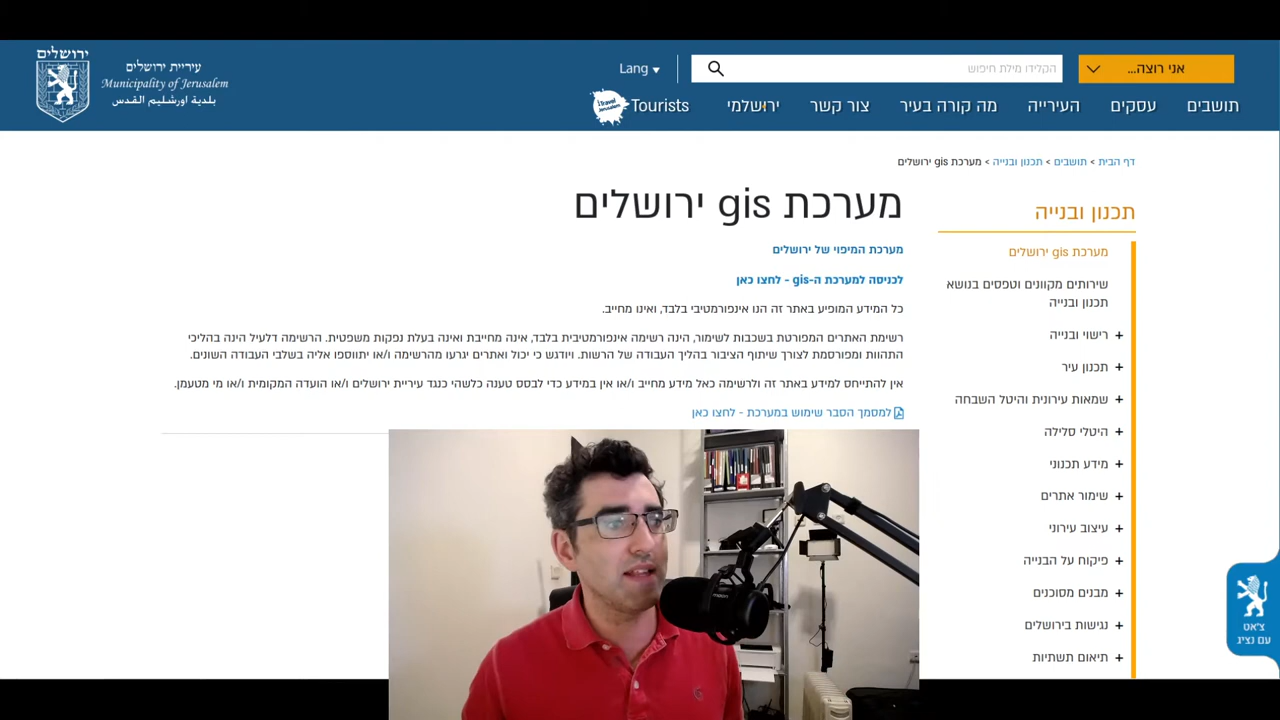 ירושלים
עיריית ירושלים
Municipality of Jerusalem
بلدية اورشليم القدس
אני רוצה...
הקלידו מילת חיפוש
Lang
תושבים
עסקים
העירייה
מה קורה בעיר
צור קשר
ירושלמי
Tourists
דף הבית > תושבים > תכנון ובנייה > מערכת gis ירושלים
מערכת gis ירושלים
מערכת המיפוי של ירושלים
לכניסה למערכת ה-gis - לחצו כאן
כל המידע המופיע באתר זה הנו אינפורמטיבי בלבד, ואינו מחייב.
רשימת האתרים המפורטת בשכבות לשימור, הינה רשימה אינפורמטיבית בלבד, אינה מחייבת ואינה בעלת נפקות משפטית. הרשימה דלעיל הינה בהליכי
התהוות ומפורסמת לצורך שיתוף הציבור בהליך העבודה של הרשות. ויודגש כי יכול ואתרים יגרעו מהרשימה ו/או יתווספו אליה בשלבי העבודה השונים.
אין להתייחס למידע באתר זה ולרשימה כאל מידע מחייב ו/או אין במידע כדי לבסס טענה כלשהי כנגד עיריית ירושלים ו/או הועדה המקומית ו/או מי מטעמן.
למסמך הסבר שימוש במערכת - לחצו כאן
תכנון ובנייה
מערכת gis ירושלים
שירותים מקוונים וטפסים בנושא
תכנון ובנייה
+ רישוי ובנייה
+ תכנון עיר
+ שמאות עירונית והיטל השבחה
+ היטלי סלילה
+ מידע תכנוני
+ שימור אתרים
+ עיצוב עירוני
+ פיקוח על הבנייה
+ מבנים מסוכנים
+ נגישות בירושלים
+ תיאום תשתיות
צ'אט
עם נציג